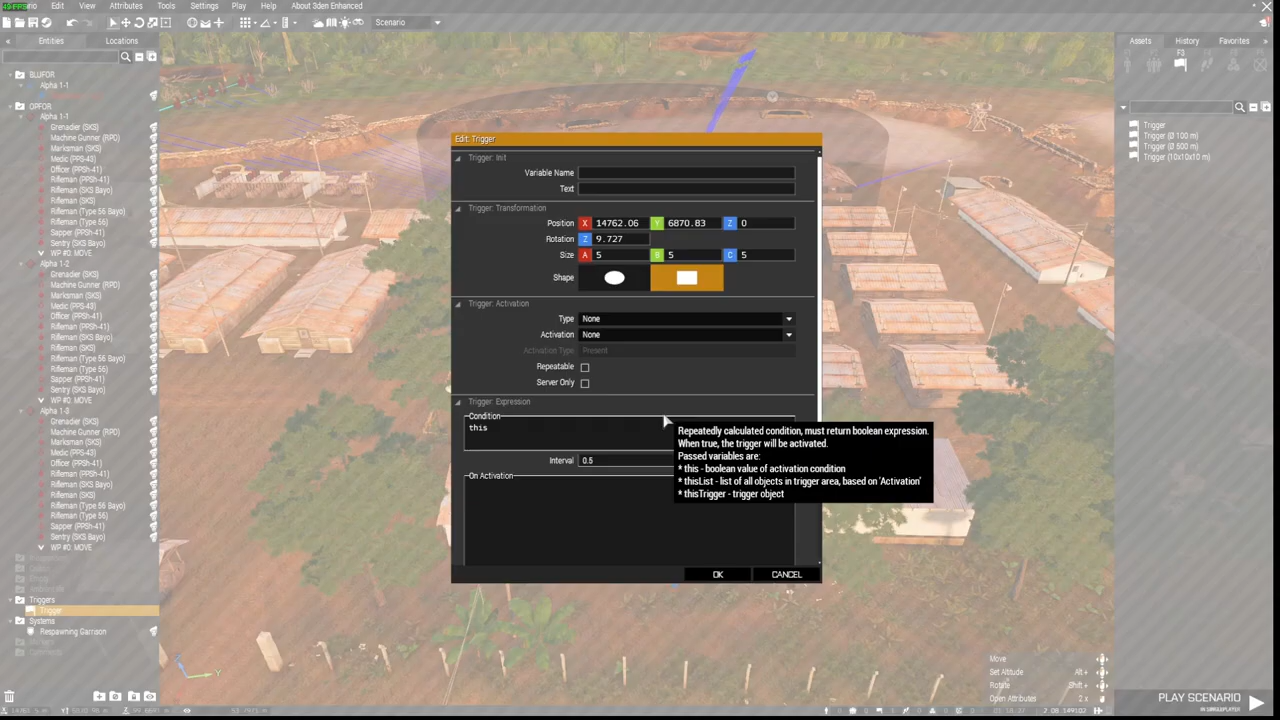 Edit View Attributes Tools Settings Play Help About 3den Enhanced
Scenario
Entities Locations
BLUFOR
Alpha 1-1
OPFOR
Alpha 1-1
Grenadier (SKS)
Machine Gunner (RPD)
Marksman (SKS)
Medic (PPS-43)
Officer (PPSh-41)
Rifleman (PPSh-41)
Rifleman (SKS Bayo)
Rifleman (SKS)
Rifleman (Type 56 Bayo)
Rifleman (Type 56)
Sapper (PPSh-41)
Sentry (SKS Bayo)
WP #0: MOVE
Alpha 1-2
Grenadier (SKS)
Machine Gunner (RPD)
Marksman (SKS)
Medic (PPSh-41)
Officer (PPSh-41)
Rifleman (PPSh-41)
Rifleman (SKS Bayo)
Rifleman (SKS)
Rifleman (Type 56 Bayo)
Rifleman (Type 56)
Sapper (PPSh-41)
Sentry (SKS Bayo)
WP #0: MOVE
Alpha 1-3
Grenadier (SKS)
Machine Gunner (RPD)
Marksman (SKS)
Medic (PPS-43)
Officer (PPSh-41)
Rifleman (PPSh-41)
Rifleman (SKS Bayo)
Rifleman (SKS)
Rifleman (Type 56 Bayo)
Rifleman (Type 56)
Sapper (PPSh-41)
Sentry (SKS Bayo)
WP #0: MOVE
Triggers
Trigger
Systems
Respawning Garrison
Edit: Trigger
Trigger: Init
Variable Name
Text
Trigger: Transformation
Position X 14762.06 Y 6870.83 Z 0
Rotation Z 9.727
Size A 5 B 5 C 5
Shape
Trigger: Activation
Type None
Activation None
Activation Type Present
Repeatable
Server Only
Trigger: Expression
Condition
this
Interval 0.5
On Activation
OK CANCEL
Repeatedly calculated condition, must return boolean expression.
When true, the trigger will be activated.
Passed variables are:
* this - boolean value of activation condition
* thisList - list of all objects in trigger area, based on 'Activation'
* thisTrigger - trigger object
Assets History Favorites
F3
Trigger
Trigger (Ø 100 m)
Trigger (Ø 500 m)
Trigger (10x10x10 m)
Move
Set Altitude Alt+
Rotate Shift+
Open Attributes 2 x
PLAY SCENARIO